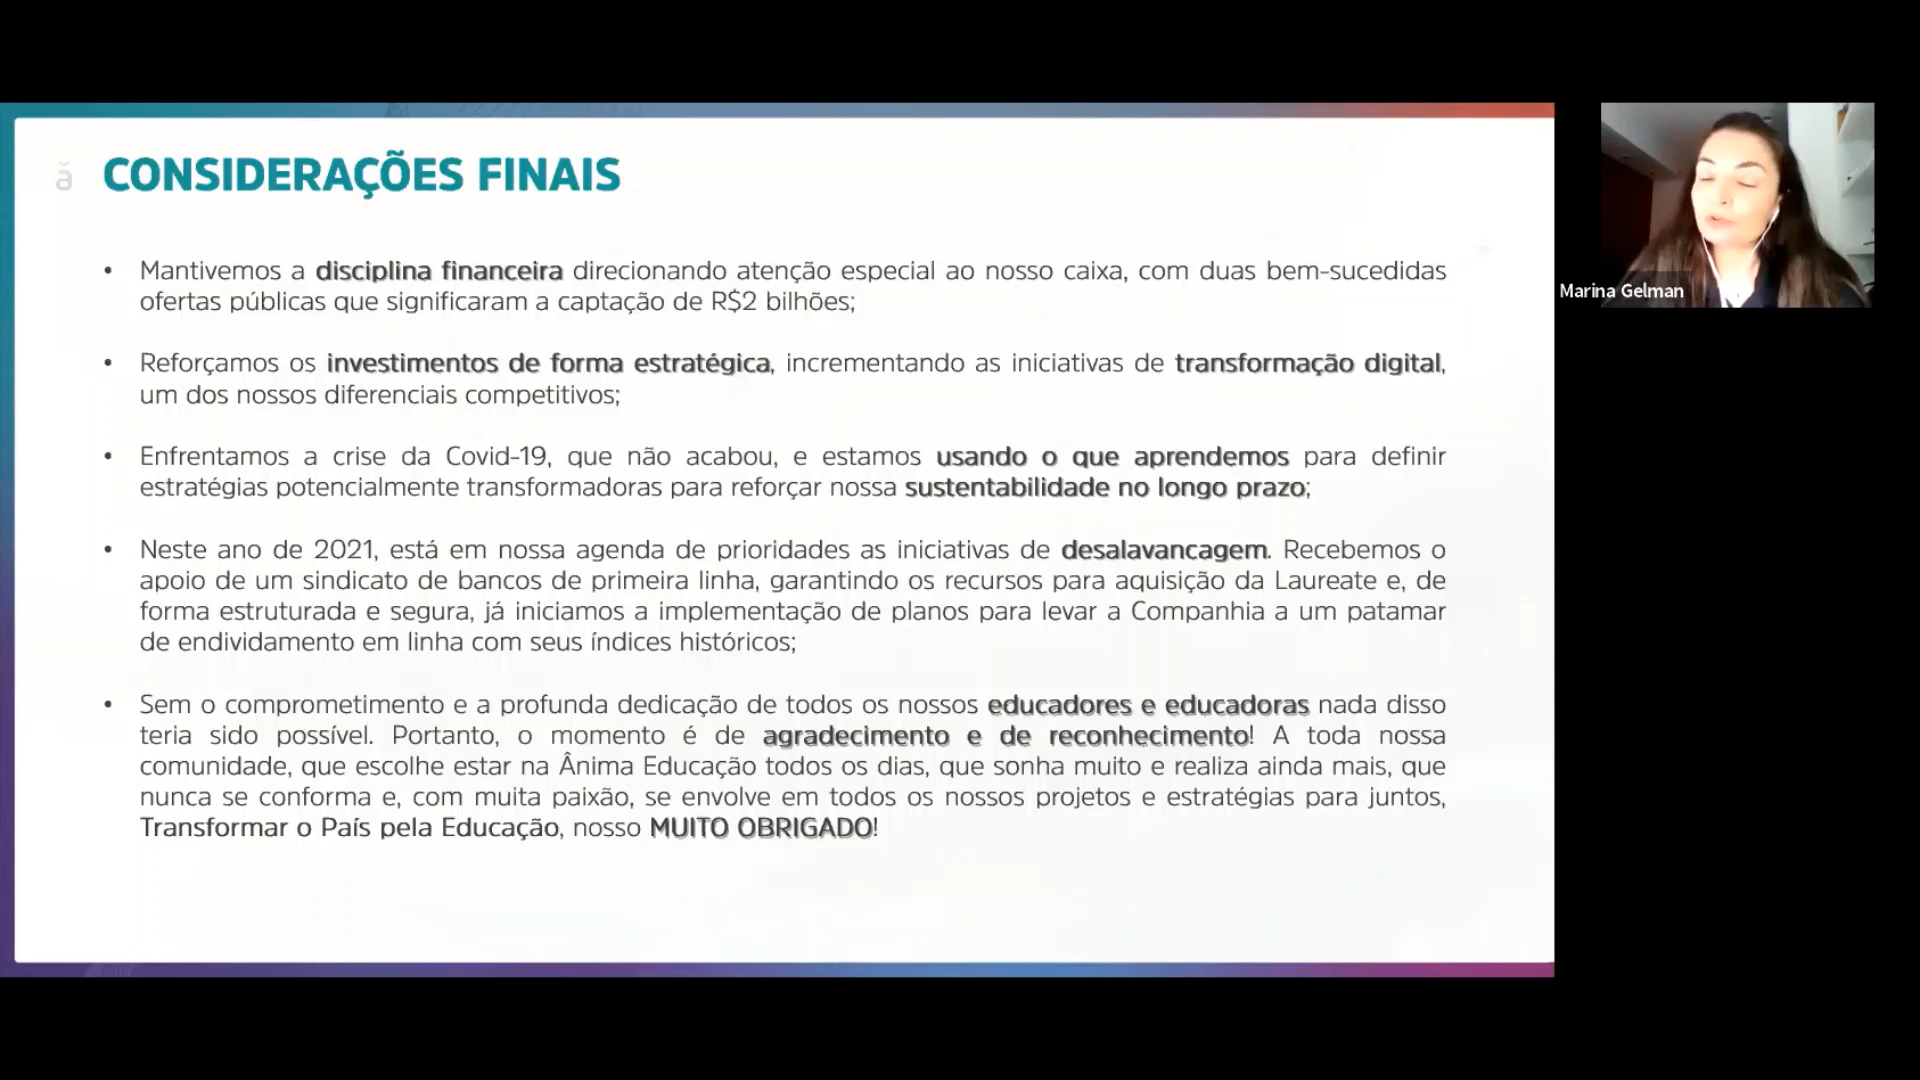 ă CONSIDERAÇÕES FINAIS
• Mantivemos a disciplina financeira direcionando atenção especial ao nosso caixa, com duas bem-sucedidas
ofertas públicas que significaram a captação de R$2 bilhões;
• Reforçamos os investimentos de forma estratégica, incrementando as iniciativas de transformação digital,
um dos nossos diferenciais competitivos;
• Enfrentamos a crise da Covid-19, que não acabou, e estamos usando o que aprendemos para definir
estratégias potencialmente transformadoras para reforçar nossa sustentabilidade no longo prazo;
• Neste ano de 2021, está em nossa agenda de prioridades as iniciativas de desalavancagem. Recebemos o
apoio de um sindicato de bancos de primeira linha, garantindo os recursos para aquisição da Laureate e, de
forma estruturada e segura, já iniciamos a implementação de planos para levar a Companhia a um patamar
de endividamento em linha com seus índices históricos;
• Sem o comprometimento e a profunda dedicação de todos os nossos educadores e educadoras nada disso
teria sido possível. Portanto, o momento é de agradecimento e de reconhecimento! A toda nossa
comunidade, que escolhe estar na Ânima Educação todos os dias, que sonha muito e realiza ainda mais, que
nunca se conforma e, com muita paixão, se envolve em todos os nossos projetos e estratégias para juntos,
Transformar o País pela Educação, nosso MUITO OBRIGADO!
Marina Gelman